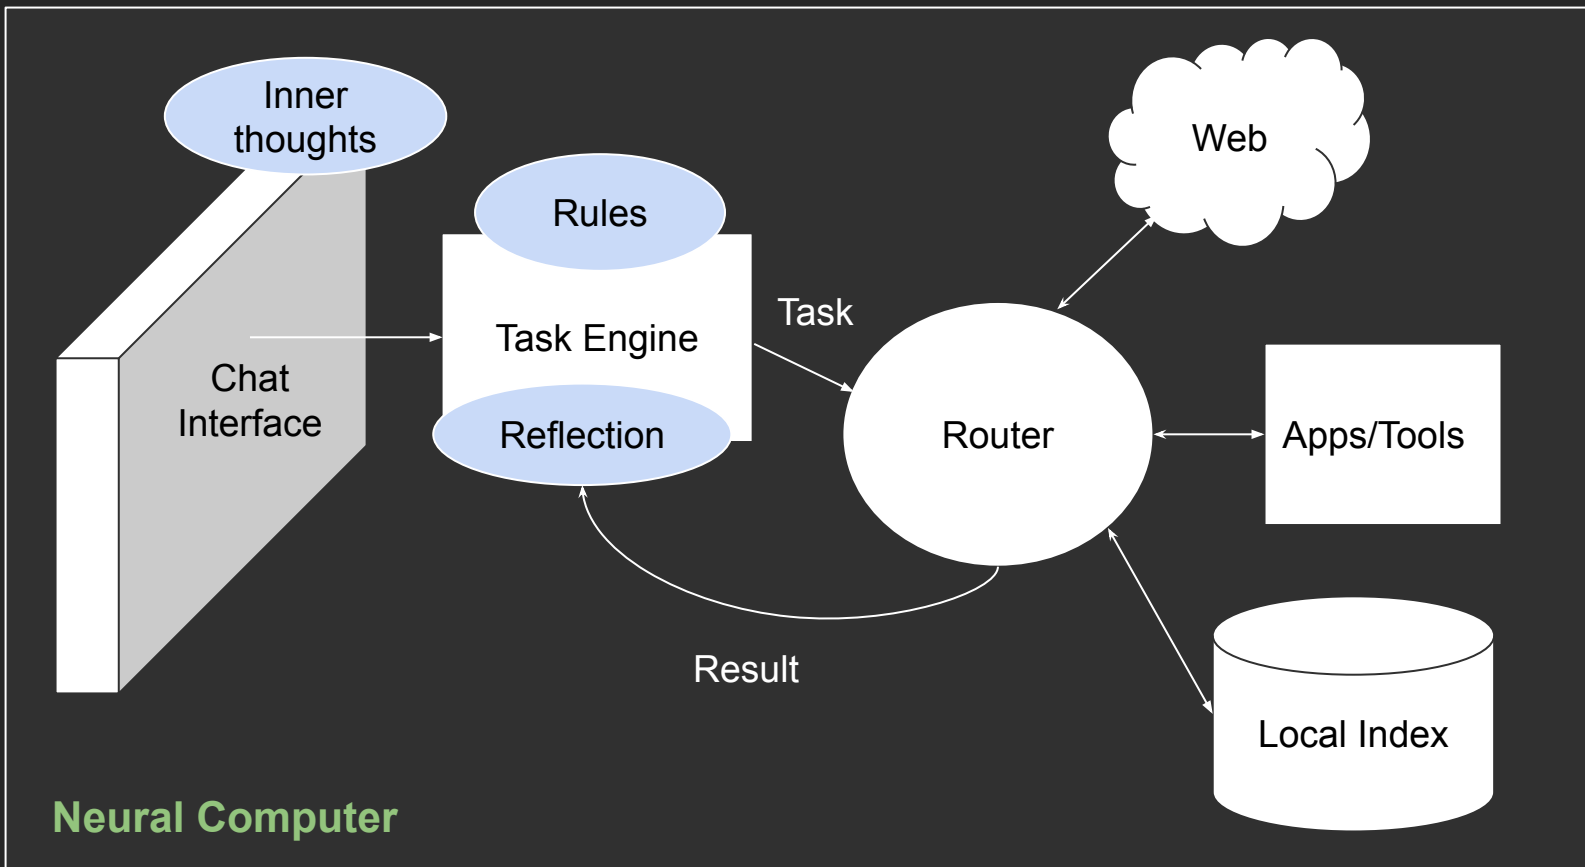 Inner
thoughts
Web
Rules
Task
Task Engine
Chat
Interface
Reflection
Router
Apps/Tools
Result
Local Index
Neural Computer